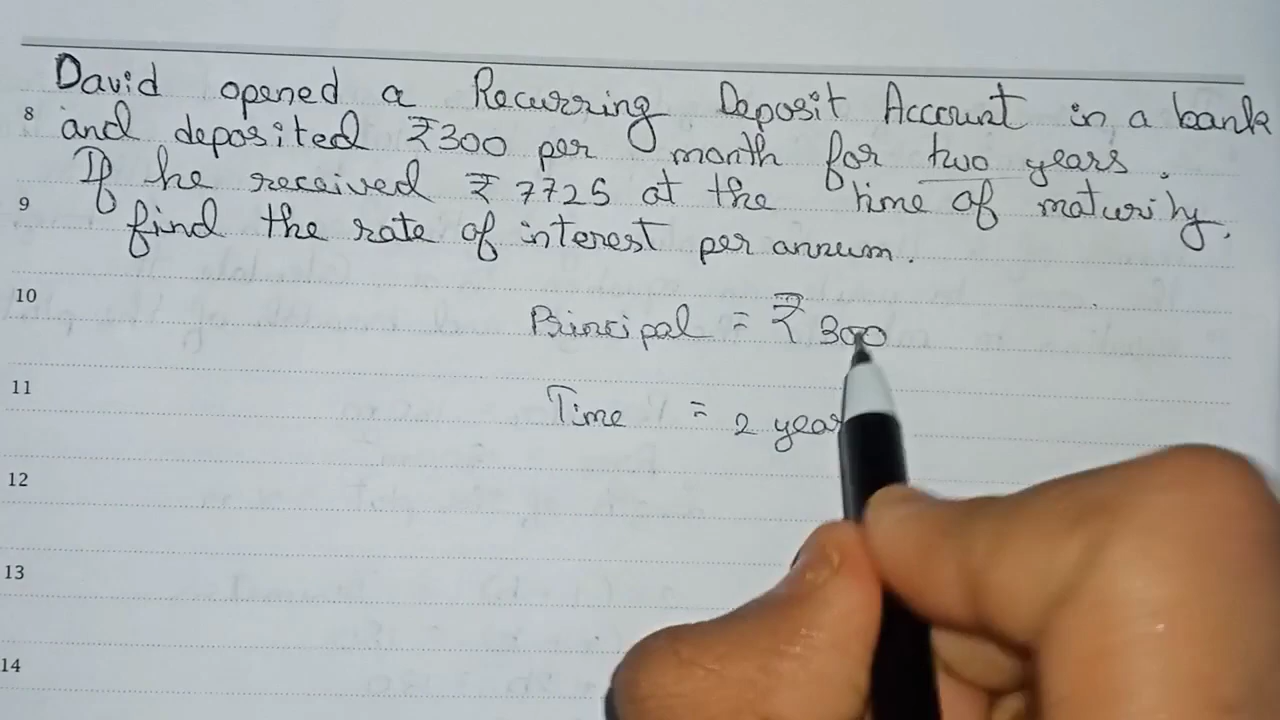 David opened a Recurring Deposit Account in a bank
8 and deposited ₹300 per month for two years.
If he received ₹7725 at the time of maturity,
9 find the rate of interest per annum.
10 Principal = ₹300
11 Time = 2 year
12
13
14